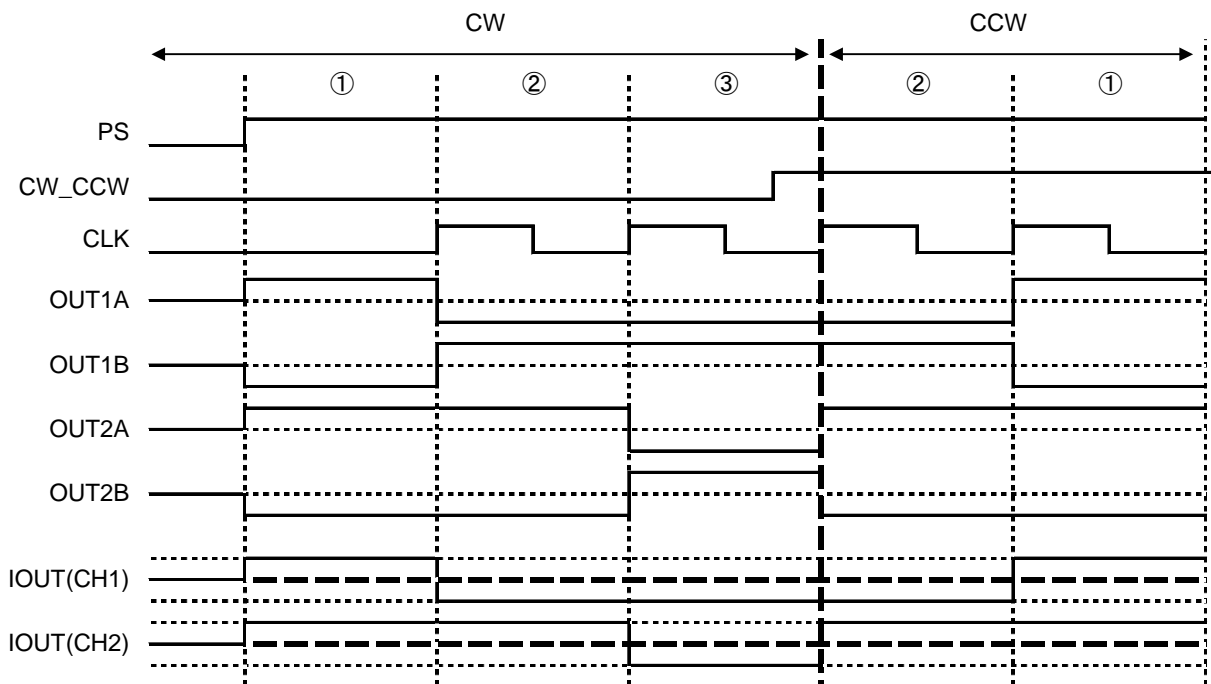 CW CCW
① ② ③ ② ①
PS
CW_CCW
CLK
OUT1A
OUT1B
OUT2A
OUT2B
IOUT(CH1)
IOUT(CH2)